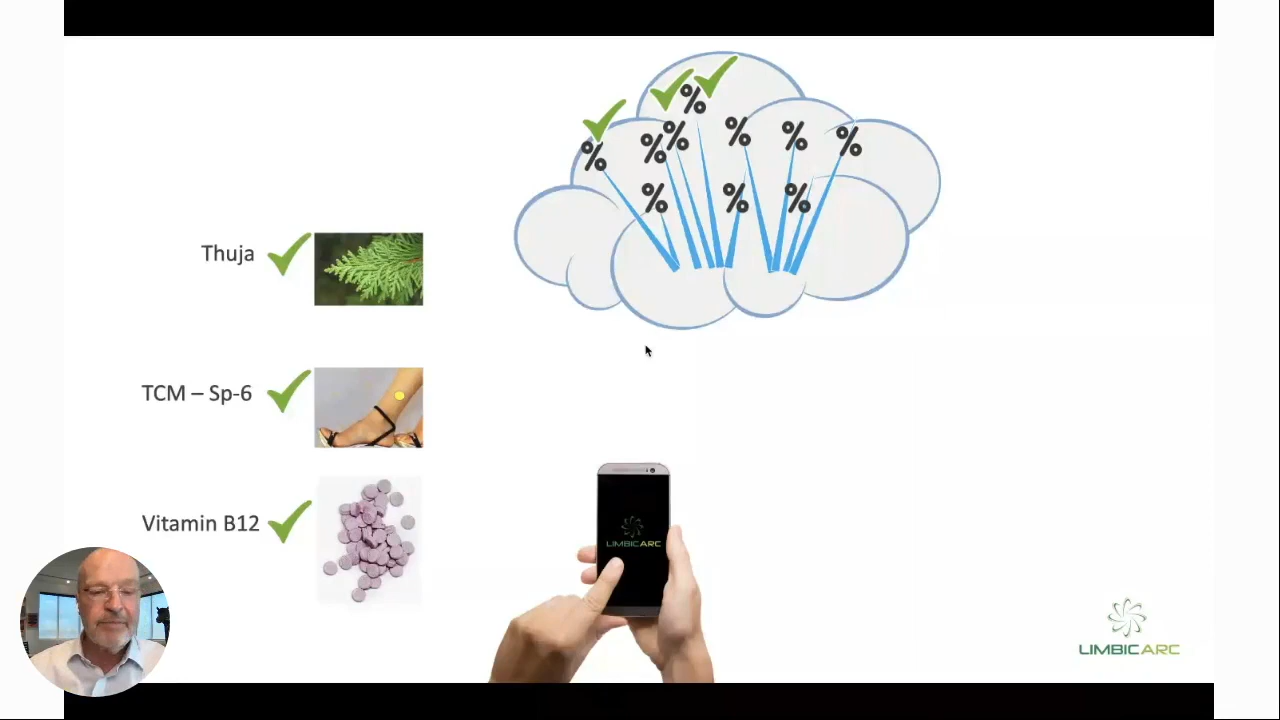 % % % % % % %
% % %
Thuja
TCM – Sp-6
Vitamin B12
LIMBICARC
LIMBICARC